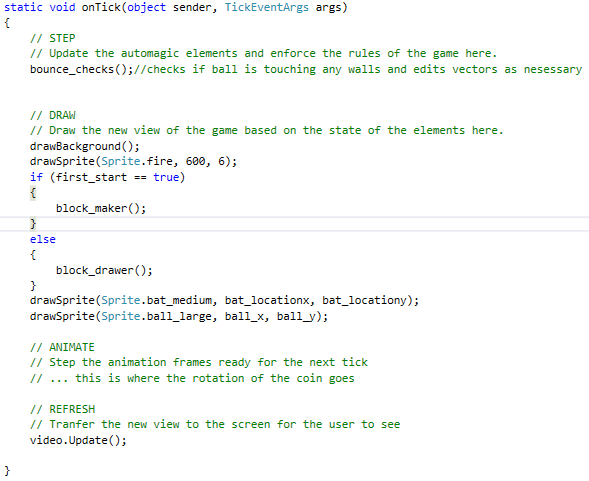 static void onTick(object sender, TickEventArgs args)
{
// STEP
// Update the automagic elements and enforce the rules of the game here.
bounce_checks();//checks if ball is touching any walls and edits vectors as nesessary
// DRAW
// Draw the new view of the game based on the state of the elements here.
drawBackground();
drawSprite(Sprite.fire, 600, 6);
if (first_start == true)
{
block_maker();
}
else
{
block_drawer();
}
drawSprite(Sprite.bat_medium, bat_locationx, bat_locationy);
drawSprite(Sprite.ball_large, ball_x, ball_y);
// ANIMATE
// Step the animation frames ready for the next tick
// ... this is where the rotation of the coin goes
// REFRESH
// Tranfer the new view to the screen for the user to see
video.Update();
}